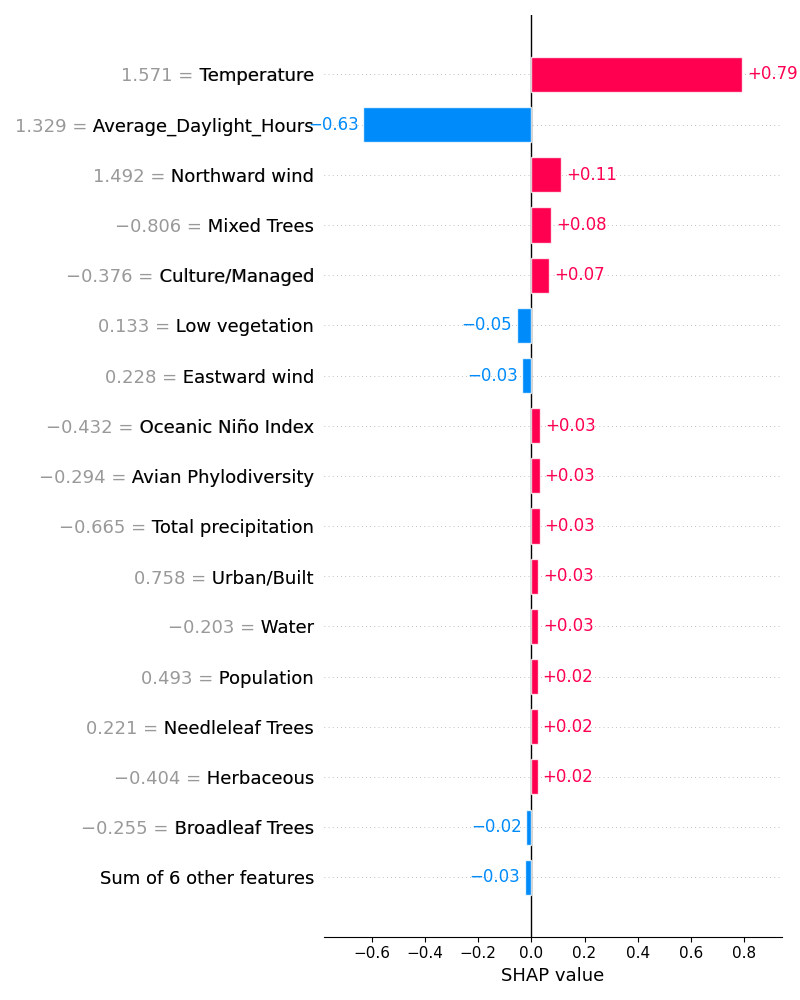 1.571 = Temperature +0.79
1.329 = Average_Daylight_Hours −0.63
1.492 = Northward wind +0.11
−0.806 = Mixed Trees +0.08
−0.376 = Culture/Managed +0.07
0.133 = Low vegetation −0.05
0.228 = Eastward wind −0.03
−0.432 = Oceanic Niño Index +0.03
−0.294 = Avian Phylodiversity +0.03
−0.665 = Total precipitation +0.03
0.758 = Urban/Built +0.03
−0.203 = Water +0.03
0.493 = Population +0.02
0.221 = Needleleaf Trees +0.02
−0.404 = Herbaceous +0.02
−0.255 = Broadleaf Trees −0.02
Sum of 6 other features −0.03
−0.6 −0.4 −0.2 0.0 0.2 0.4 0.6 0.8
SHAP value